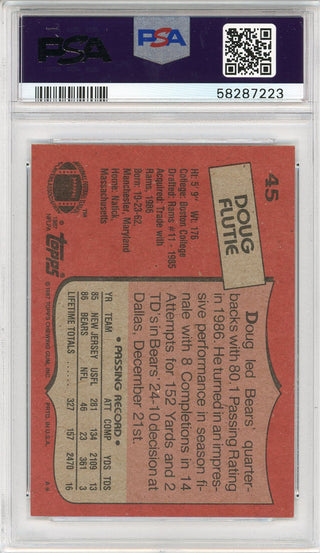 PSA
PSA
58287223
45
DOUG
FLUTIE
Ht: 5' 9" Wt: 176
College: Boston College
Drafted: Rams #11 - 1985
Acquired: Trade with
Rams, 1986
Born: 10-23-62,
Manchester, Maryland
Home: Natick,
Massachusetts
Topps
© 1987 TOPPS CHEWING GUM, INC.
PRTD. IN U.S.A.
Doug led Bears' quarter-
backs with 80.1 Passing Rating
in 1986. He turned in an impres-
sive performance in season fi-
nale with 8 Completions in 14
Attempts for 152 Yards and 2
TD's in Bears' 24-10 decision at
Dallas, December 21st.
• PASSING RECORD •
YR TEAM ATT COMP YDS TD
85 NEW JERSEY USFL 281 134 2109 13
86 BEARS NFL 46 23 361 3
LIFETIME TOTALS 327 157 2470 16